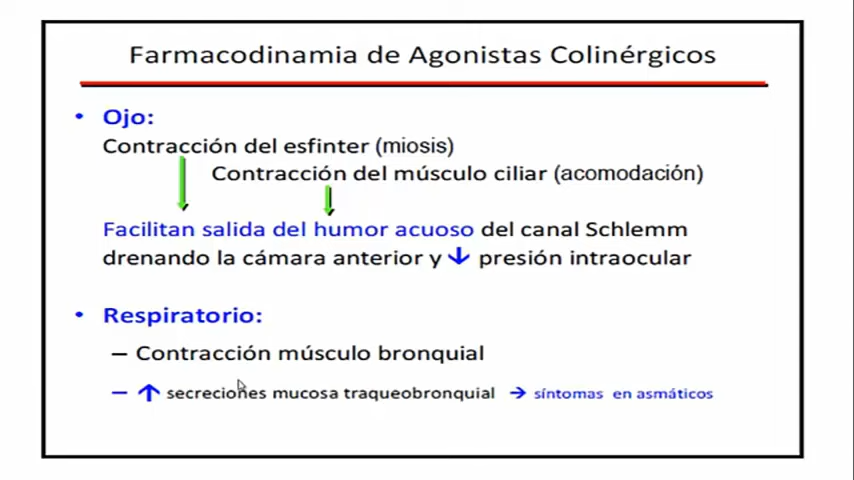 Farmacodinamia de Agonistas Colinérgicos
• Ojo:
Contracción del esfinter (miosis)
Contracción del músculo ciliar (acomodación)
Facilitan salida del humor acuoso del canal Schlemm
drenando la cámara anterior y ↓ presión intraocular
• Respiratorio:
– Contracción músculo bronquial
– ↑ secreciones mucosa traqueobronquial → síntomas en asmáticos